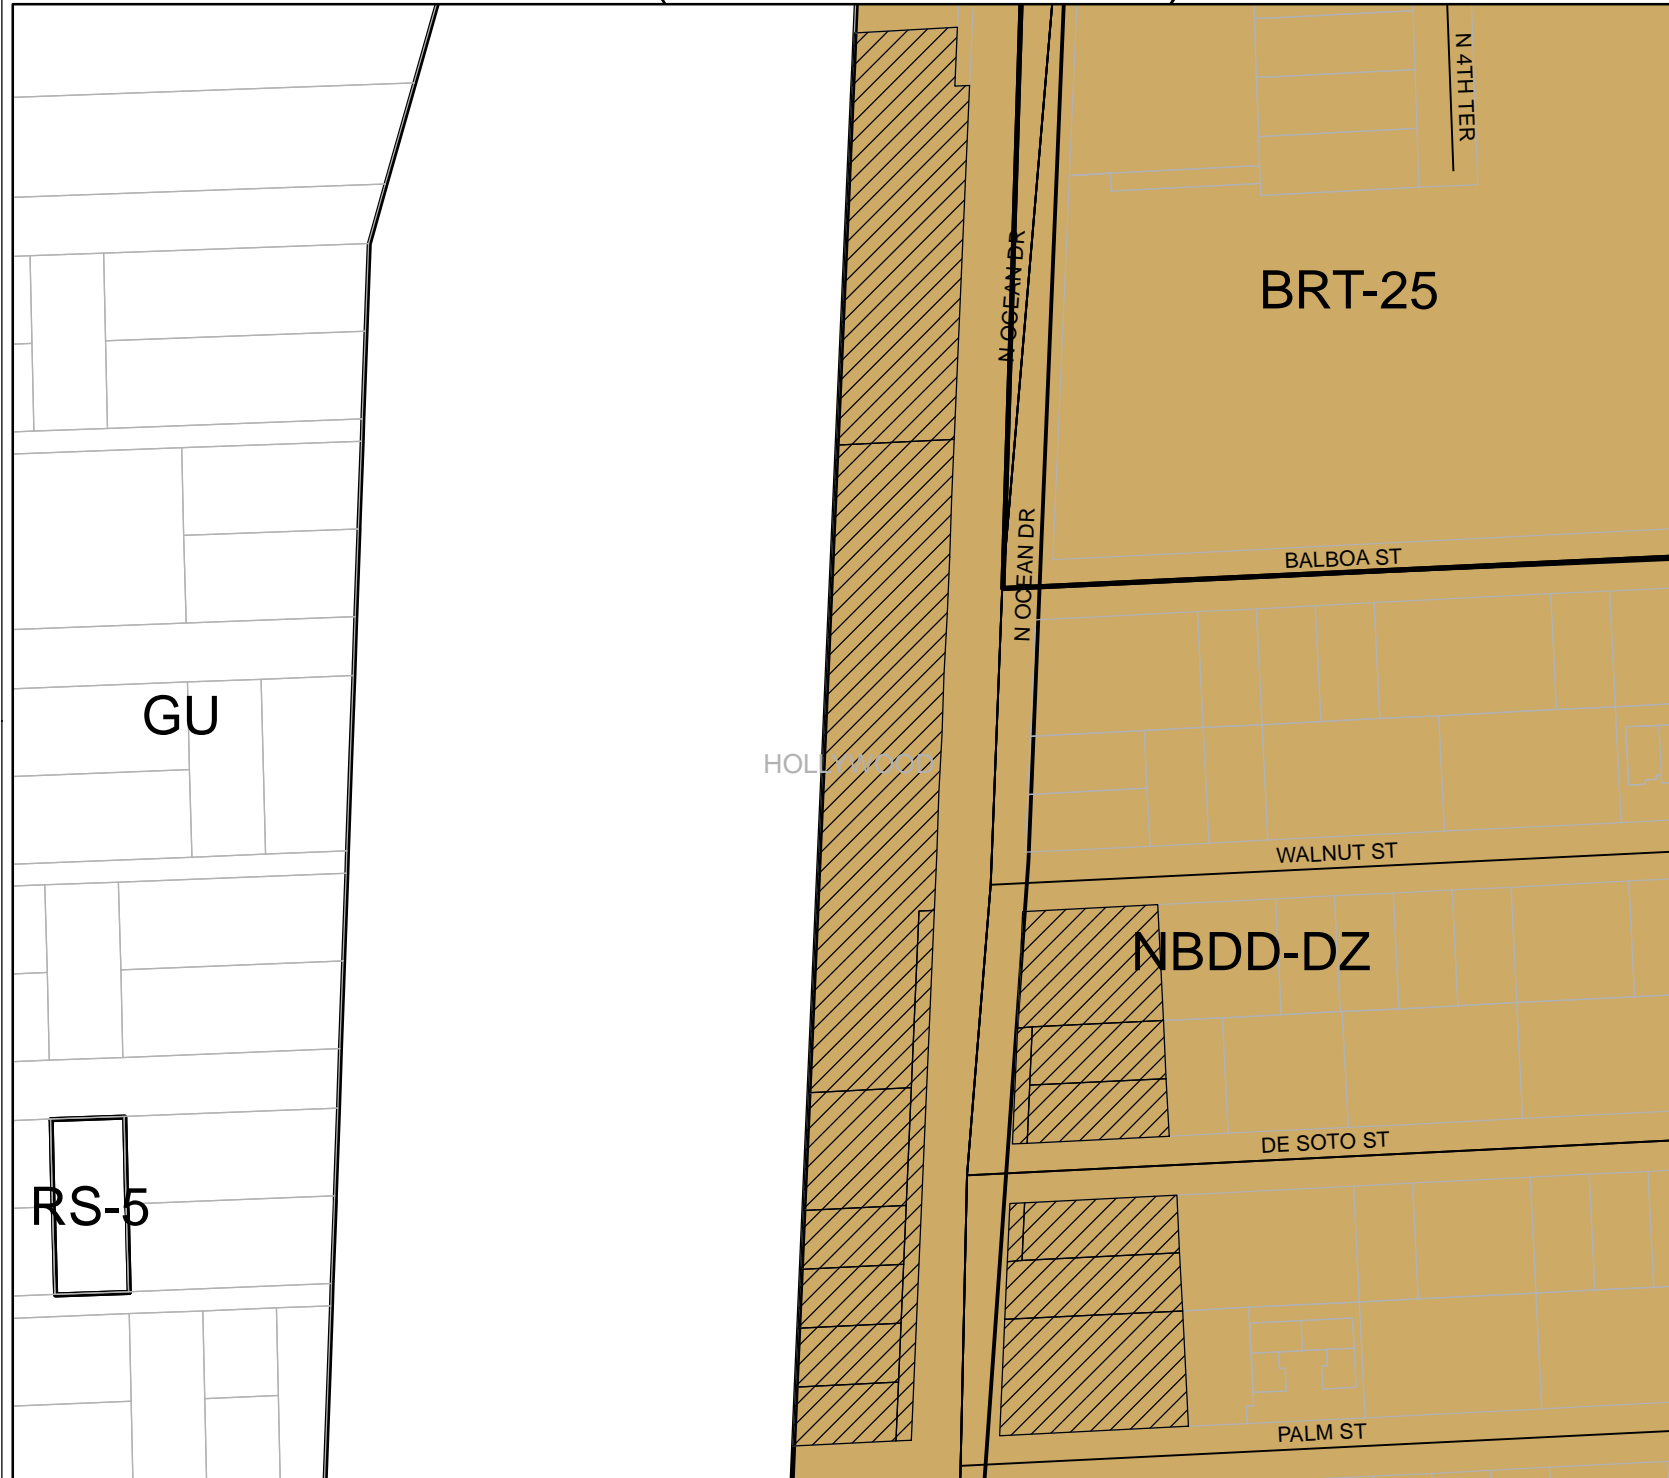 N 4TH TER
N OCEAN DR
BRT-25
N OCEAN DR
BALBOA ST
GU
HOLLYWOOD
WALNUT ST
NBDD-DZ
DE SOTO ST
RS-5
PALM ST